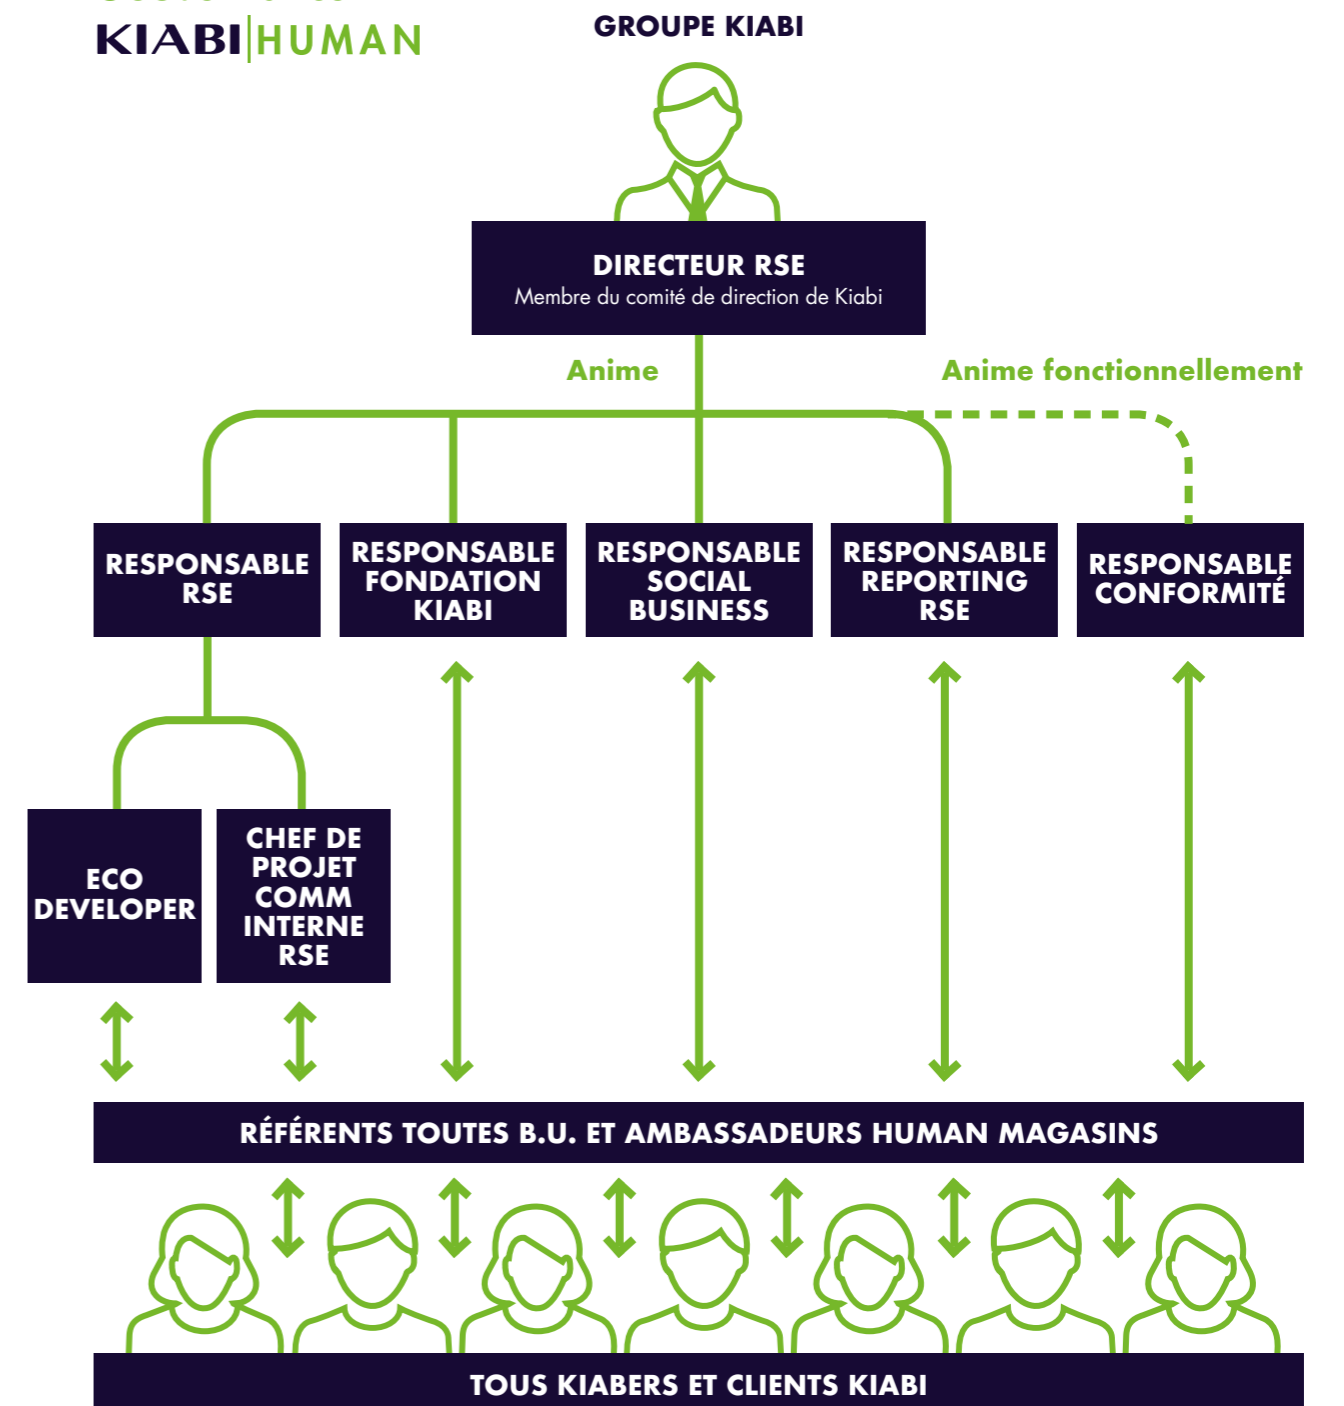 KIABI|HUMAN
GROUPE KIABI
DIRECTEUR RSE
Membre du comité de direction de Kiabi
Anime
Anime fonctionnellement
RESPONSABLE
RSE
RESPONSABLE
FONDATION
KIABI
RESPONSABLE
SOCIAL
BUSINESS
RESPONSABLE
REPORTING
RSE
RESPONSABLE
CONFORMITÉ
ECO
DEVELOPER
CHEF DE
PROJET
COMM
INTERNE
RSE
RÉFÉRENTS TOUTES B.U. ET AMBASSADEURS HUMAN MAGASINS
TOUS KIABERS ET CLIENTS KIABI